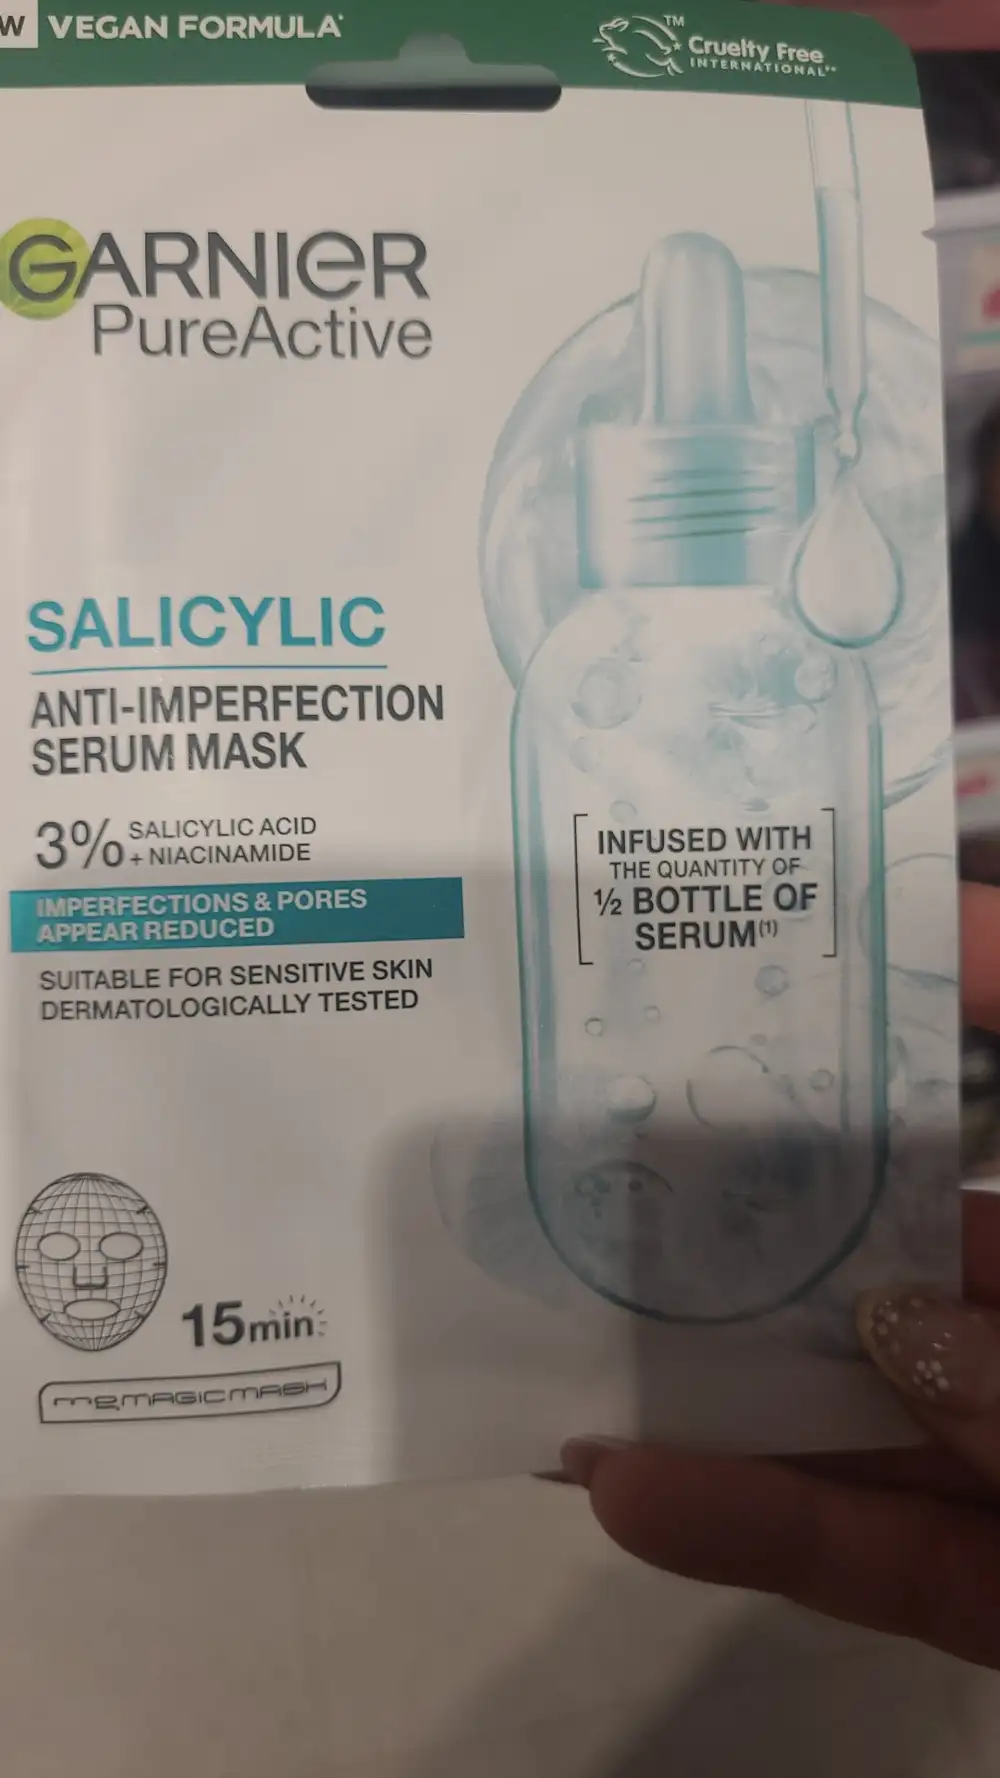 W VEGAN FORMULA*
TM
Cruelty Free
INTERNATIONAL**
GARNIER
PureActive
SALICYLIC
ANTI-IMPERFECTION
SERUM MASK
3% SALICYLIC ACID
+ NIACINAMIDE
IMPERFECTIONS & PORES
APPEAR REDUCED
SUITABLE FOR SENSITIVE SKIN
DERMATOLOGICALLY TESTED
INFUSED WITH
THE QUANTITY OF
½ BOTTLE OF
SERUM(1)
15min
MAGICMASK